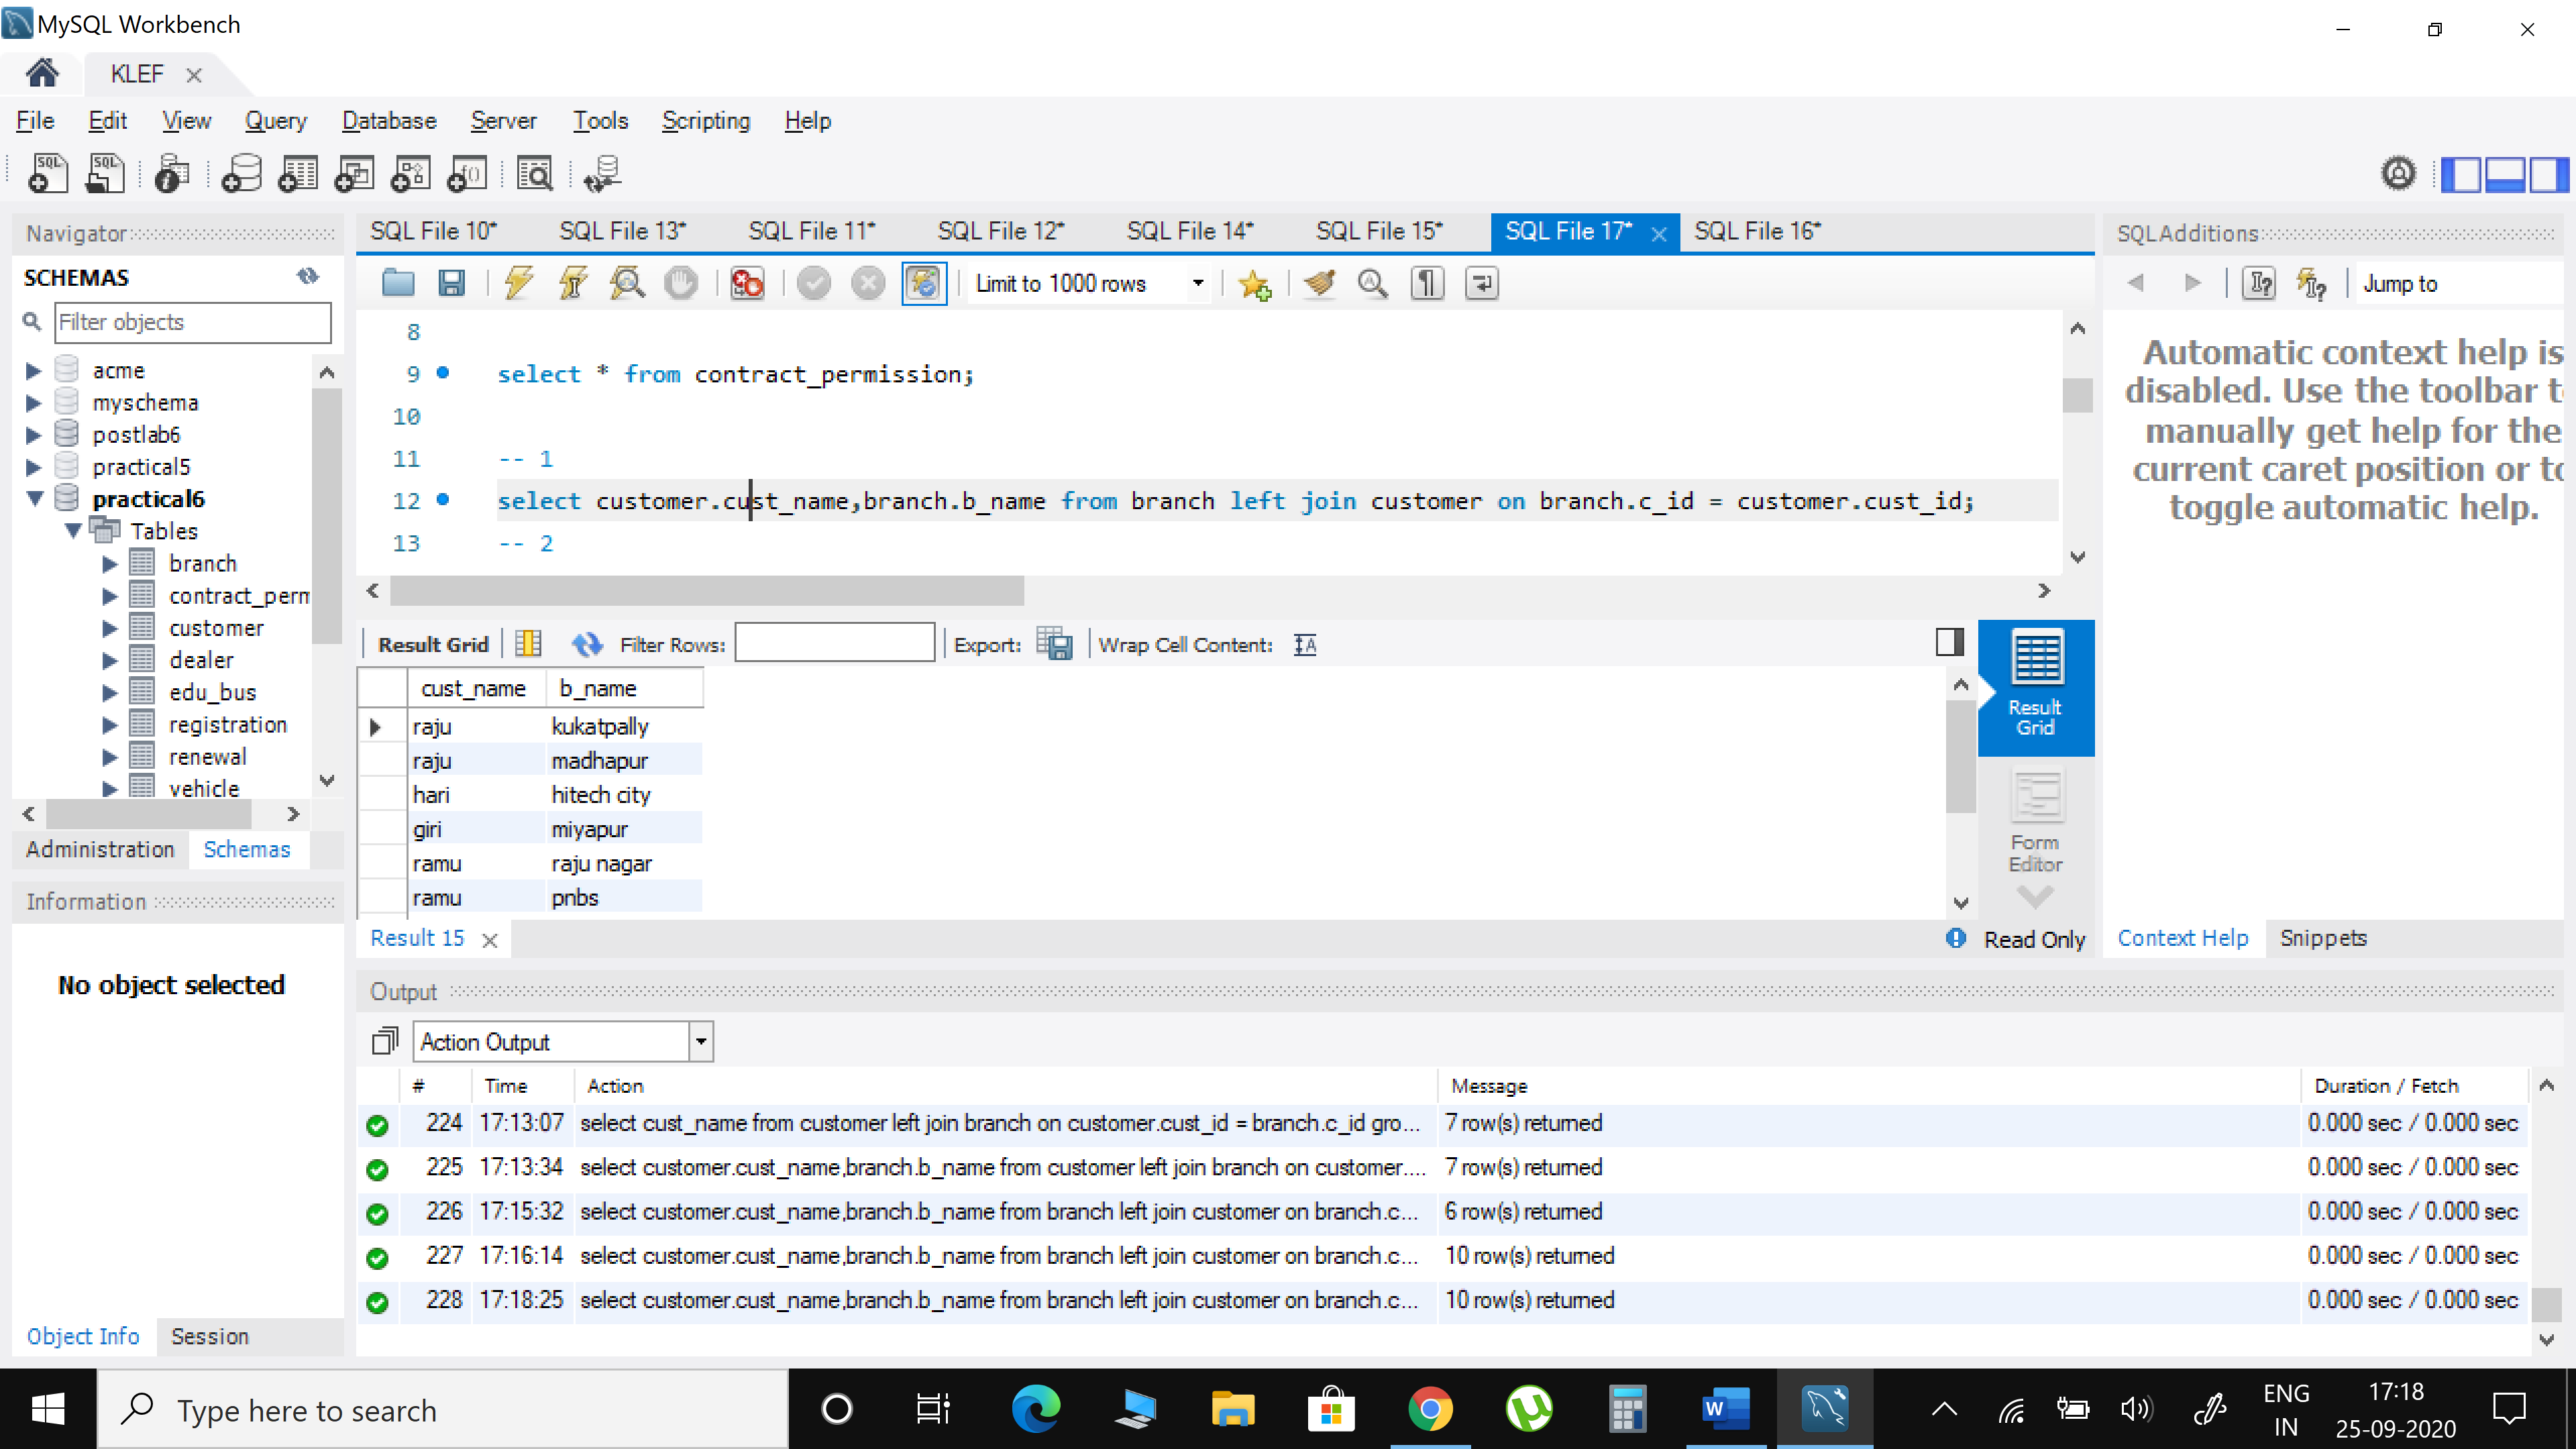 MySQL Workbench
KLEF
File Edit View Query Database Server Tools Scripting Help
Navigator
SCHEMAS
Filter objects
acme
myschema
postlab6
practical5
practical6
Tables
branch
contract_perm
customer
dealer
edu_bus
registration
renewal
vehicle
Administration Schemas
Information
No object selected
Object Info Session
SQL File 10* SQL File 13* SQL File 11* SQL File 12* SQL File 14* SQL File 15* SQL File 17* SQL File 16*
Limit to 1000 rows
8
9 select * from contract_permission;
10
11 -- 1
12 select customer.cust_name,branch.b_name from branch left join customer on branch.c_id = customer.cust_id;
13 -- 2
Result Grid Filter Rows: Export: Wrap Cell Content:
cust_name b_name
raju kukatpally
raju madhapur
hari hitech city
giri miyapur
ramu raju nagar
ramu pnbs
Result Grid
Form Editor
Result 15 Read Only
SQLAdditions
Jump to
Automatic context help is
disabled. Use the toolbar t
manually get help for the
current caret position or to
toggle automatic help.
Context Help Snippets
Output
Action Output
# Time Action Message Duration / Fetch
224 17:13:07 select cust_name from customer left join branch on customer.cust_id = branch.c_id gro... 7 row(s) returned 0.000 sec / 0.000 sec
225 17:13:34 select customer.cust_name,branch.b_name from customer left join branch on customer.... 7 row(s) returned 0.000 sec / 0.000 sec
226 17:15:32 select customer.cust_name,branch.b_name from branch left join customer on branch.c... 6 row(s) returned 0.000 sec / 0.000 sec
227 17:16:14 select customer.cust_name,branch.b_name from branch left join customer on branch.c... 10 row(s) returned 0.000 sec / 0.000 sec
228 17:18:25 select customer.cust_name,branch.b_name from branch left join customer on branch.c... 10 row(s) returned 0.000 sec / 0.000 sec
Type here to search
ENG
IN
17:18
25-09-2020